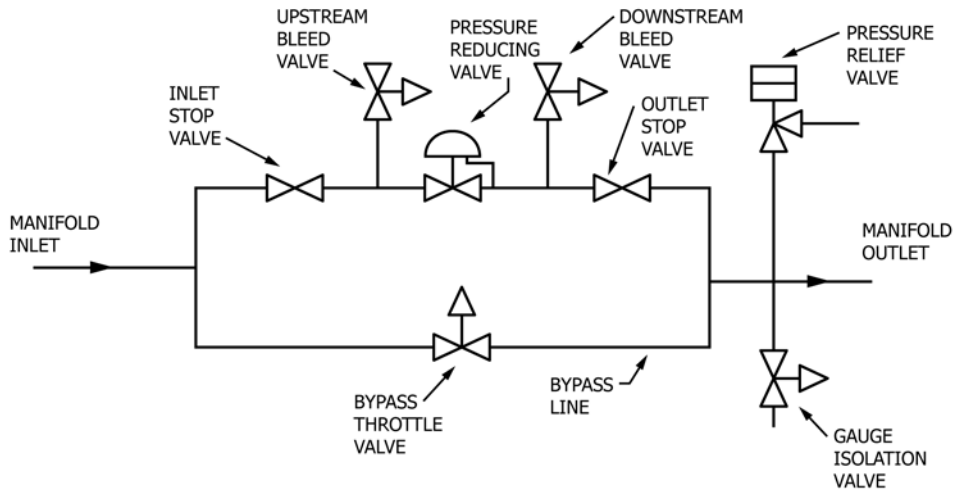 UPSTREAM
BLEED
VALVE
PRESSURE
REDUCING
VALVE
DOWNSTREAM
BLEED
VALVE
PRESSURE
RELIEF
VALVE
INLET
STOP
VALVE
OUTLET
STOP
VALVE
MANIFOLD
INLET
MANIFOLD
OUTLET
BYPASS
THROTTLE
VALVE
BYPASS
LINE
GAUGE
ISOLATION
VALVE